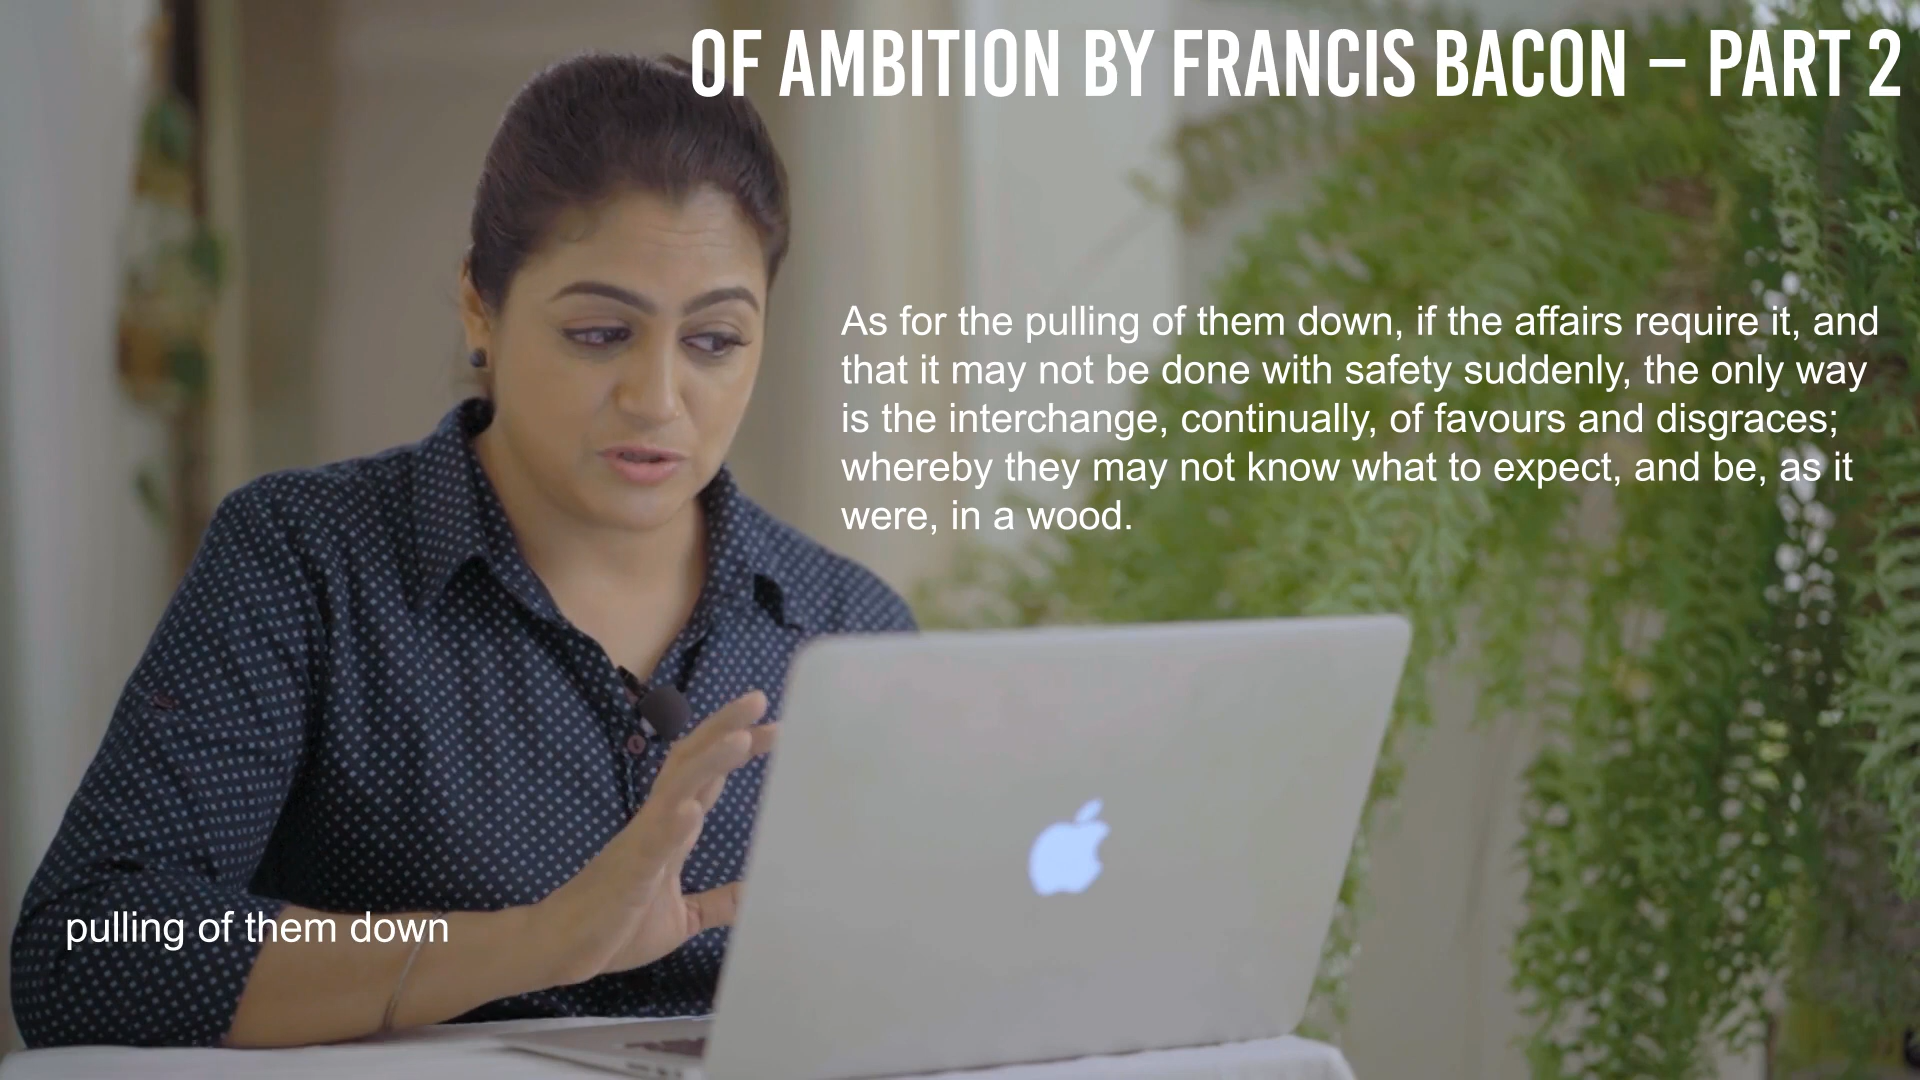 OF AMBITION BY FRANCIS BACON – PART 2
As for the pulling of them down, if the affairs require it, and
that it may not be done with safety suddenly, the only way
is the interchange, continually, of favours and disgraces;
whereby they may not know what to expect, and be, as it
were, in a wood.
pulling of them down